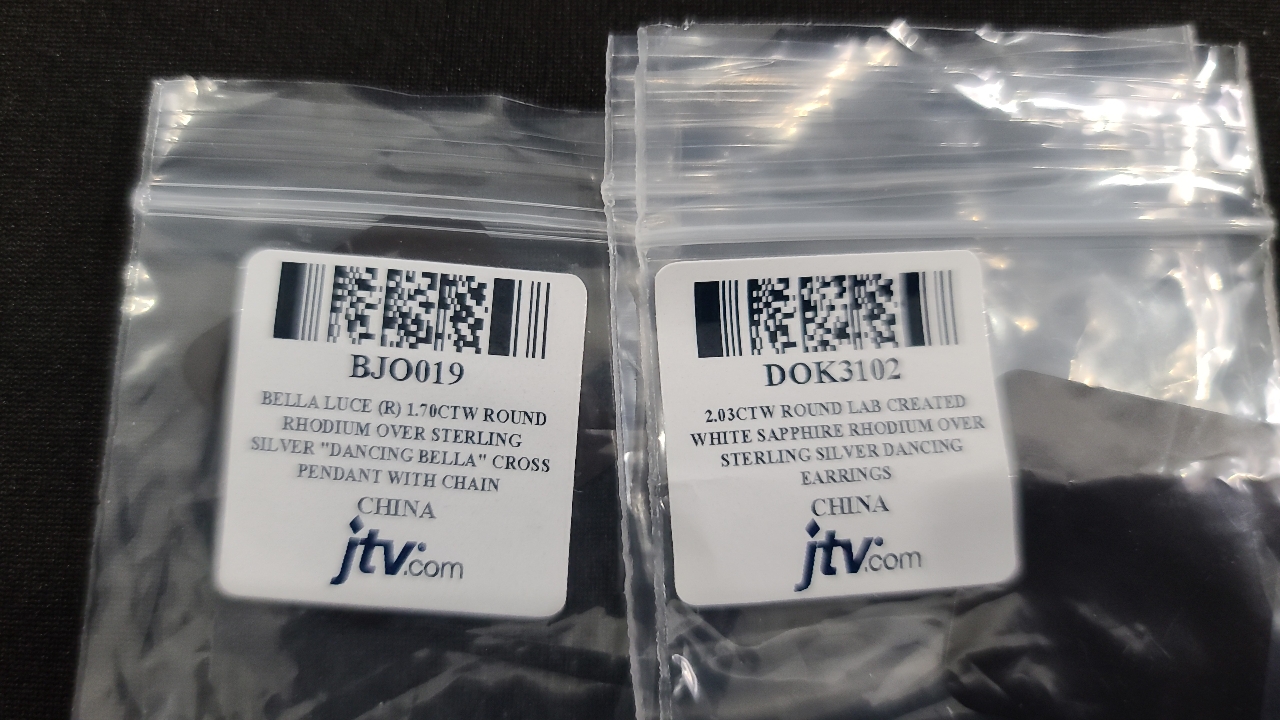 BJO019
BELLA LUCE (R) 1.70CTW ROUND
RHODIUM OVER STERLING
SILVER "DANCING BELLA" CROSS
PENDANT WITH CHAIN
CHINA
jtv.com
DOK3102
2.03CTW ROUND LAB CREATED
WHITE SAPPHIRE RHODIUM OVER
STERLING SILVER DANCING
EARRINGS
CHINA
jtv.com